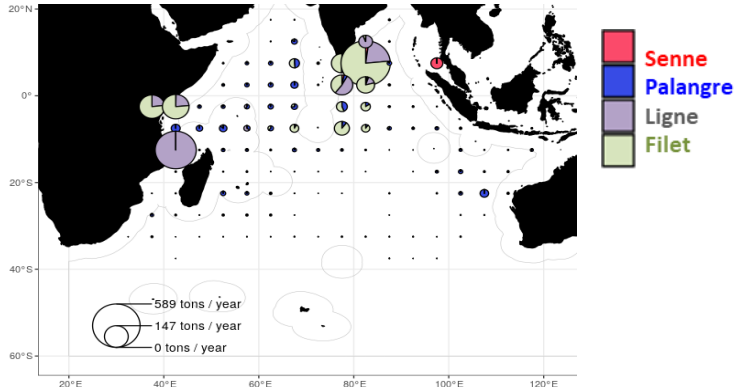 20°N
0°
20°S
40°S
60°S
20°E
40°E
60°E
80°E
100°E
120°E
589 tons / year
147 tons / year
0 tons / year
Senne
Palangre
Ligne
Filet